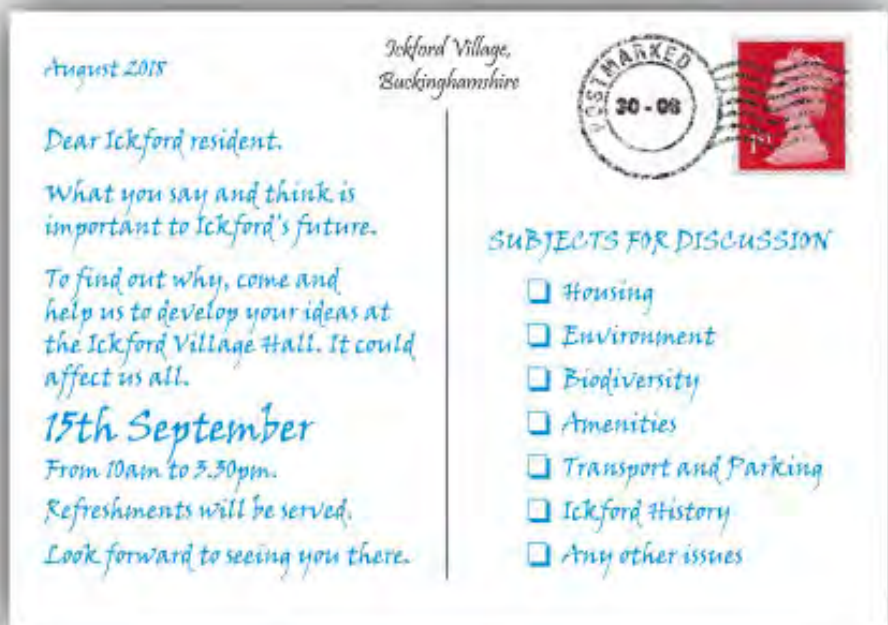 August 2018
Ickford Village,
Buckinghamshire
POSTMARKED
30 - 08
1ST
Dear Ickford resident.
What you say and think is
important to Ickford's future.
To find out why, come and
help us to develop your ideas at
the Ickford Village Hall. It could
affect us all.
15th September
From 10am to 3.30pm.
Refreshments will be served.
Look forward to seeing you there.
SUBJECTS FOR DISCUSSION
Housing
Environment
Biodiversity
Amenities
Transport and Parking
Ickford History
Any other issues